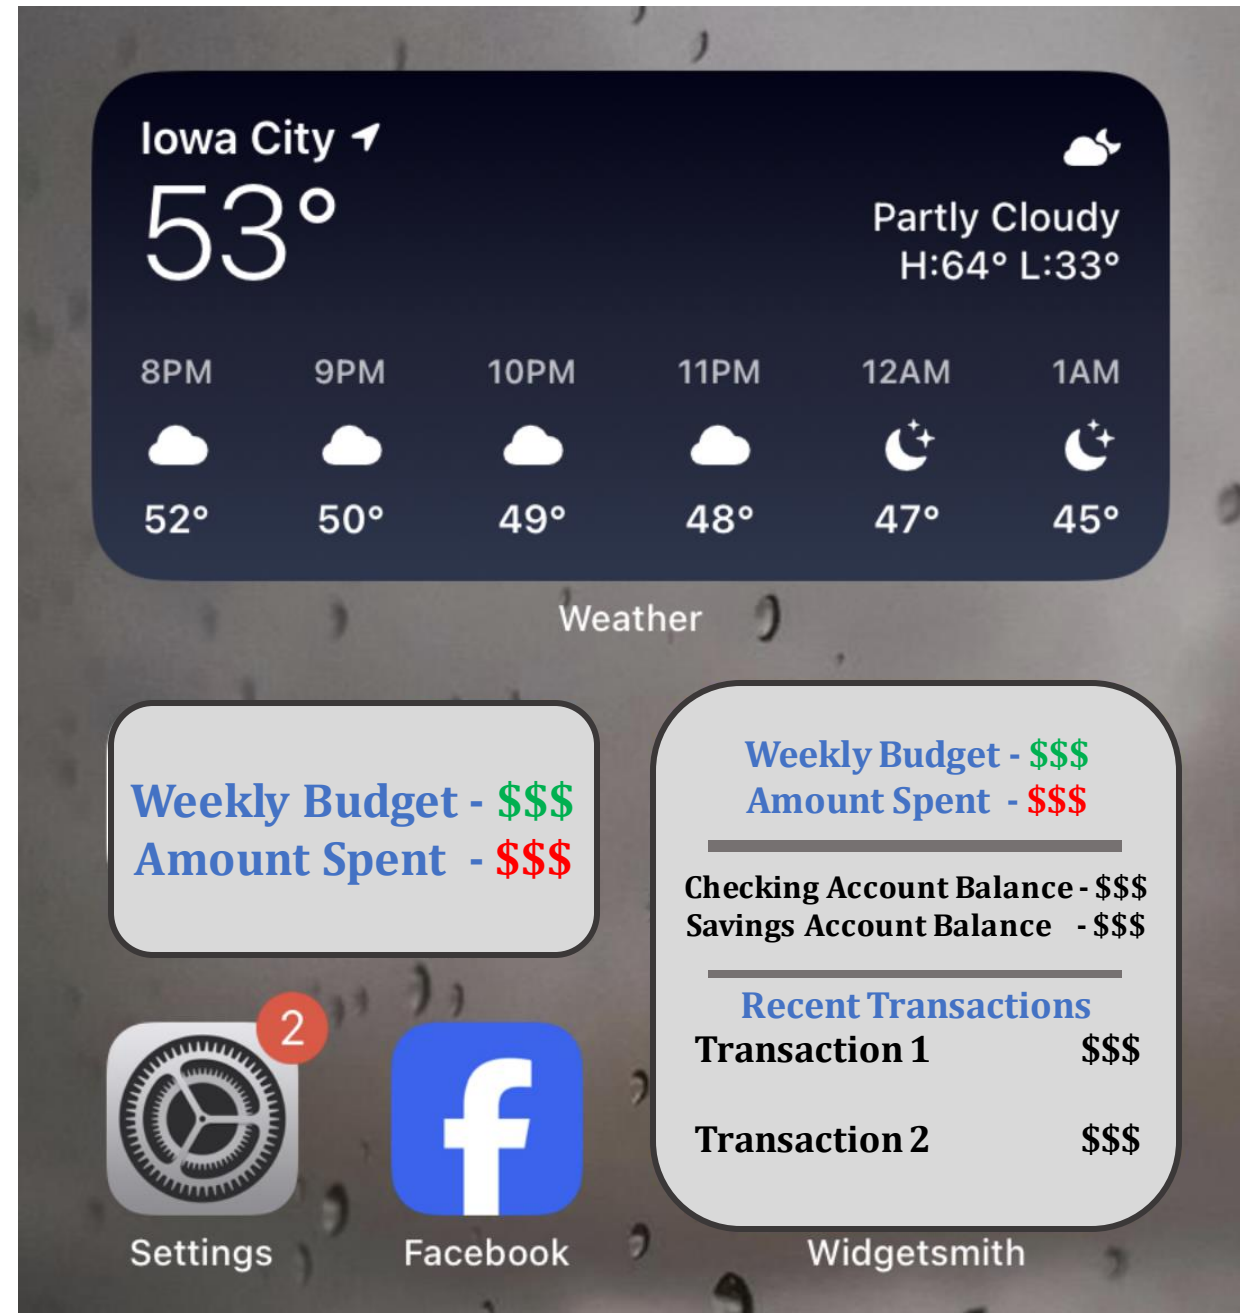 Iowa City
53°
Partly Cloudy
H:64° L:33°
8PM 9PM 10PM 11PM 12AM 1AM
52° 50° 49° 48° 47° 45°
Weather
Weekly Budget - $$$
Amount Spent - $$$
Weekly Budget - $$$
Amount Spent - $$$
Checking Account Balance - $$$
Savings Account Balance - $$$
Recent Transactions
Transaction 1 $$$
Transaction 2 $$$
2
f
Settings
Facebook
Widgetsmith